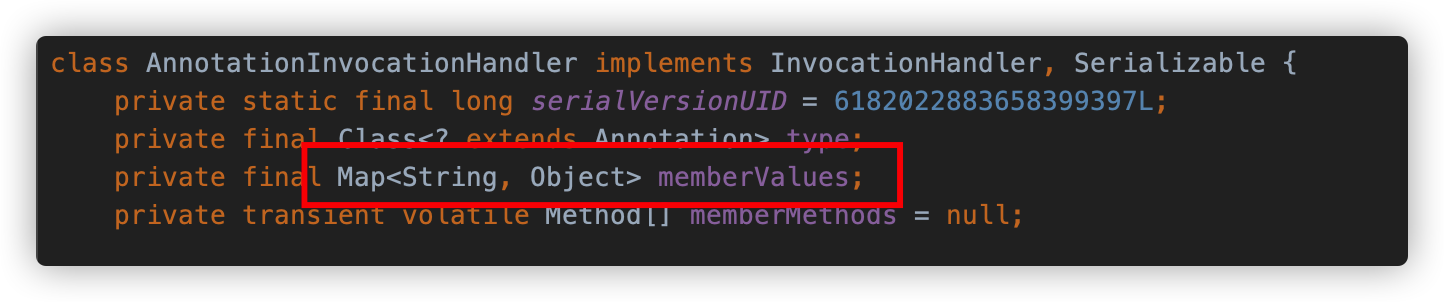 class AnnotationInvocationHandler implements InvocationHandler, Serializable {
private static final long serialVersionUID = 6182022883658399397L;
private final Class<? extends Annotation> type;
private final Map<String, Object> memberValues;
private transient volatile Method[] memberMethods = null;